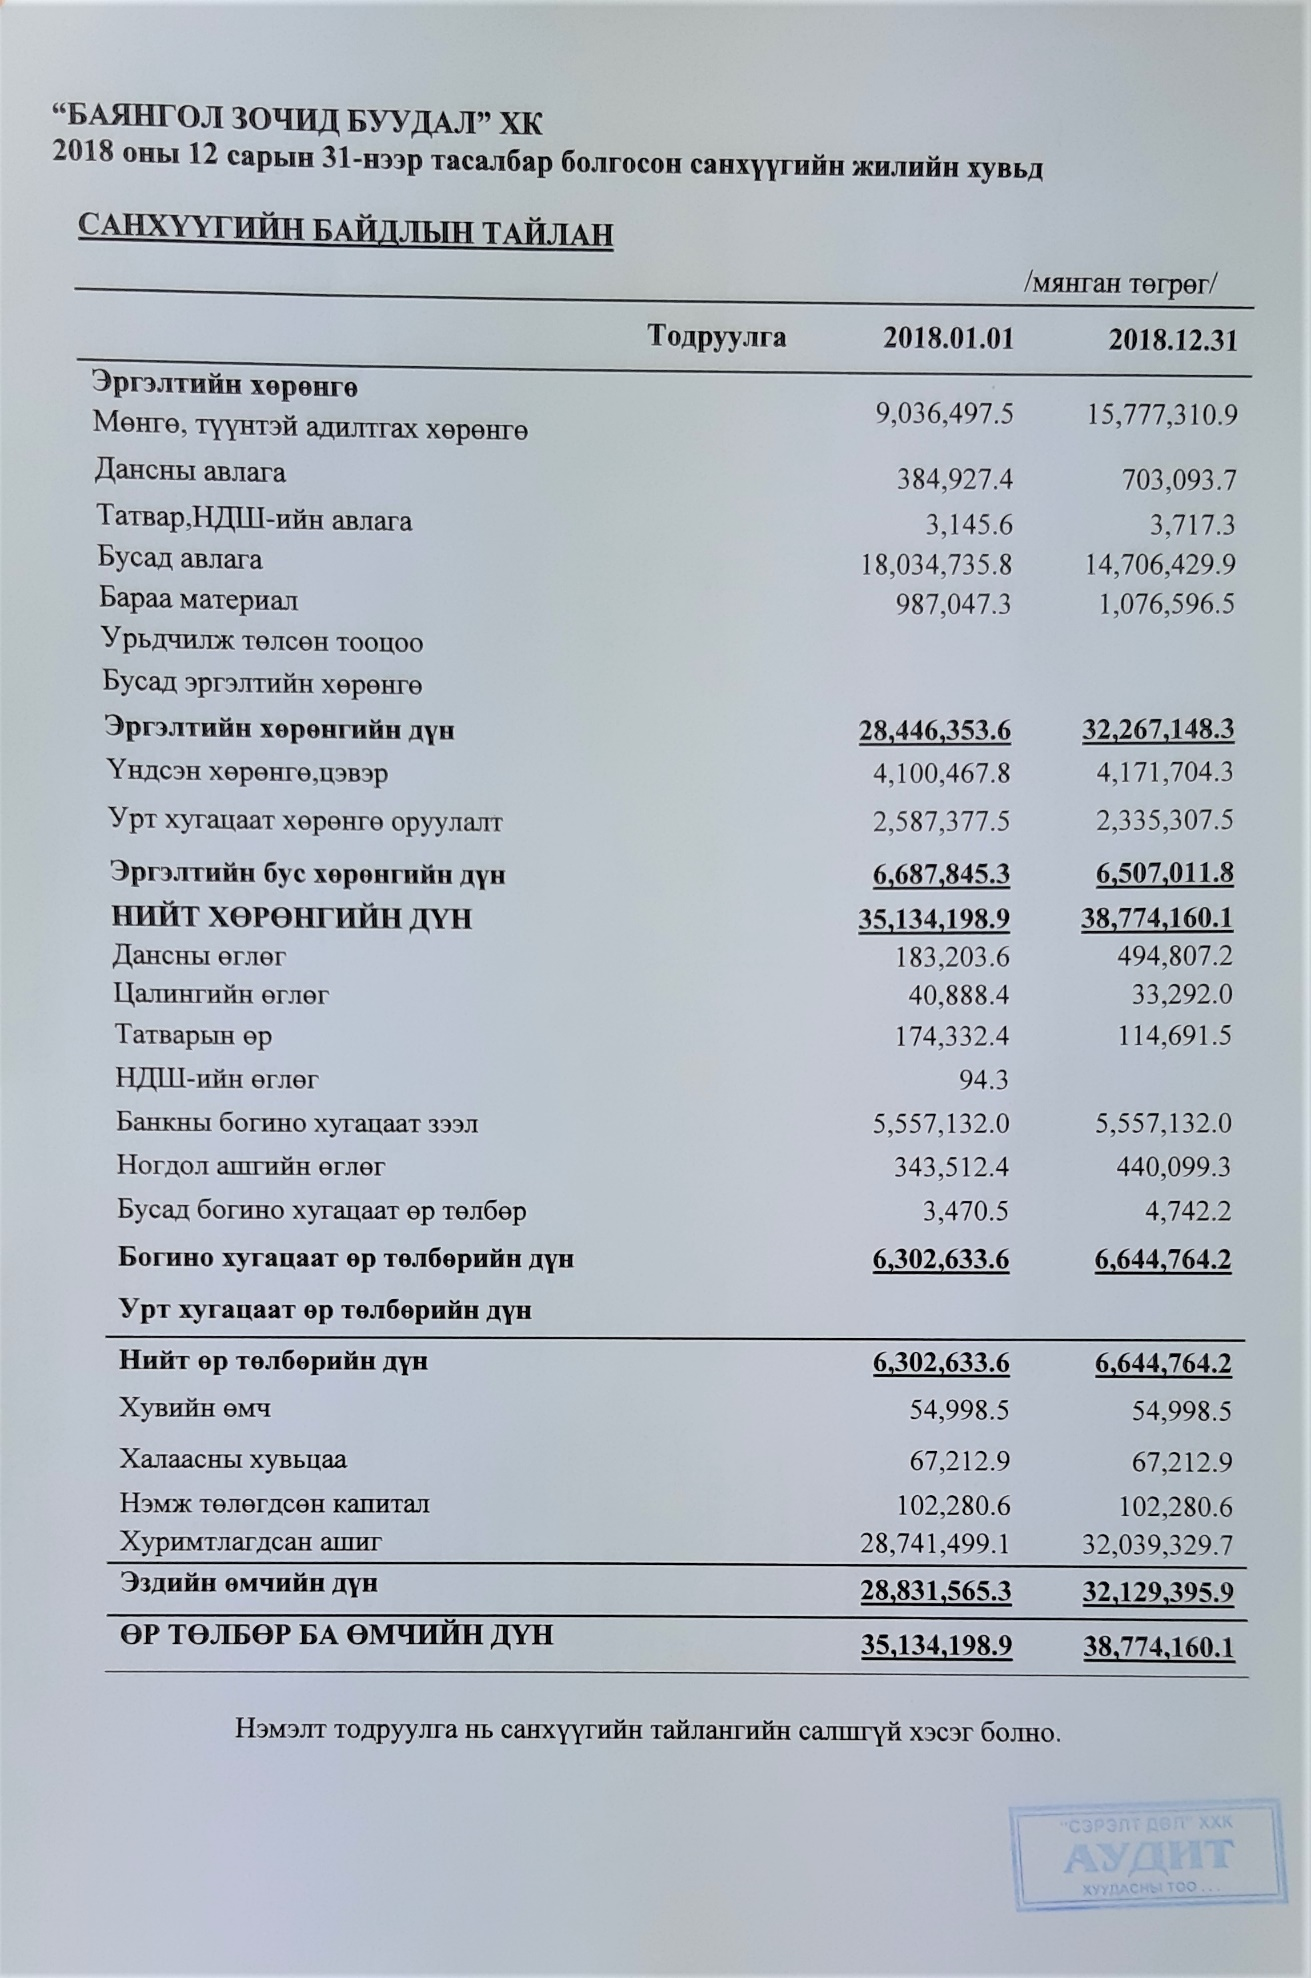 “БАЯНГОЛ ЗОЧИД БУУДАЛ” ХК
2018 оны 12 сарын 31-нээр тасалбар болгосон санхүүгийн жилийн хувьд
САНХҮҮГИЙН БАЙДЛЫН ТАЙЛАН
/мянган төгрөг/
Тодруулга 2018.01.01 2018.12.31
Эргэлтийн хөрөнгө
Мөнгө, түүнтэй адилтгах хөрөнгө 9,036,497.5 15,777,310.9
Дансны авлага 384,927.4 703,093.7
Татвар,НДШ-ийн авлага 3,145.6 3,717.3
Бусад авлага 18,034,735.8 14,706,429.9
Бараа материал 987,047.3 1,076,596.5
Урьдчилж төлсөн тооцоо
Бусад эргэлтийн хөрөнгө
Эргэлтийн хөрөнгийн дүн 28,446,353.6 32,267,148.3
Үндсэн хөрөнгө,цэвэр 4,100,467.8 4,171,704.3
Урт хугацаат хөрөнгө оруулалт 2,587,377.5 2,335,307.5
Эргэлтийн бус хөрөнгийн дүн 6,687,845.3 6,507,011.8
НИЙТ ХӨРӨНГИЙН ДҮН 35,134,198.9 38,774,160.1
Дансны өглөг 183,203.6 494,807.2
Цалингийн өглөг 40,888.4 33,292.0
Татварын өр 174,332.4 114,691.5
НДШ-ийн өглөг 94.3
Банкны богино хугацаат зээл 5,557,132.0 5,557,132.0
Ногдол ашгийн өглөг 343,512.4 440,099.3
Бусад богино хугацаат өр төлбөр 3,470.5 4,742.2
Богино хугацаат өр төлбөрийн дүн 6,302,633.6 6,644,764.2
Урт хугацаат өр төлбөрийн дүн
Нийт өр төлбөрийн дүн 6,302,633.6 6,644,764.2
Хувийн өмч 54,998.5 54,998.5
Халаасны хувьцаа 67,212.9 67,212.9
Нэмж төлөгдсөн капитал 102,280.6 102,280.6
Хуримтлагдсан ашиг 28,741,499.1 32,039,329.7
Эздийн өмчийн дүн 28,831,565.3 32,129,395.9
ӨР ТӨЛБӨР БА ӨМЧИЙН ДҮН 35,134,198.9 38,774,160.1
Нэмэлт тодруулга нь санхүүгийн тайлангийн салшгүй хэсэг болно.
"СЭРЭЛТ ДӨЛ" ХХК
АУДИТ
ХУУДАСНЫ ТОО ...